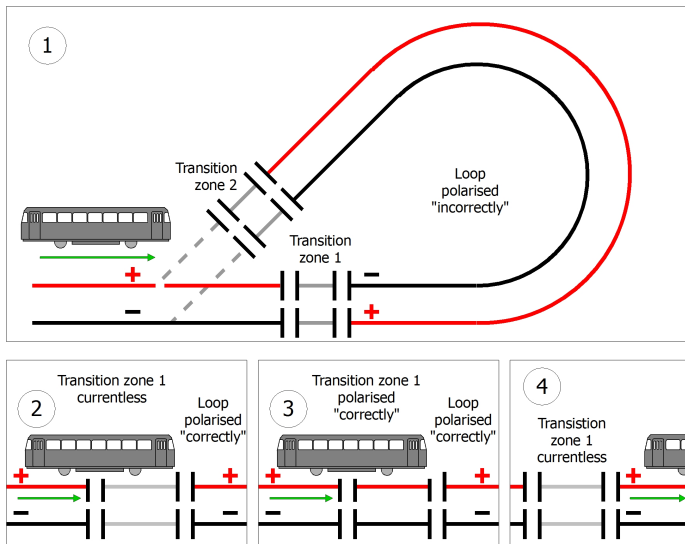 1
Transition
zone 2
Loop
polarised
"incorrectly"
Transition
zone 1
+
−
−
+
2
Transition zone 1
currentless
Loop
polarised
"correctly"
+
+
−
−
3
Transition zone 1
polarised
"correctly"
Loop
polarised
"correctly"
+
+
−
−
4
Transistion
zone 1
currentless
+
−